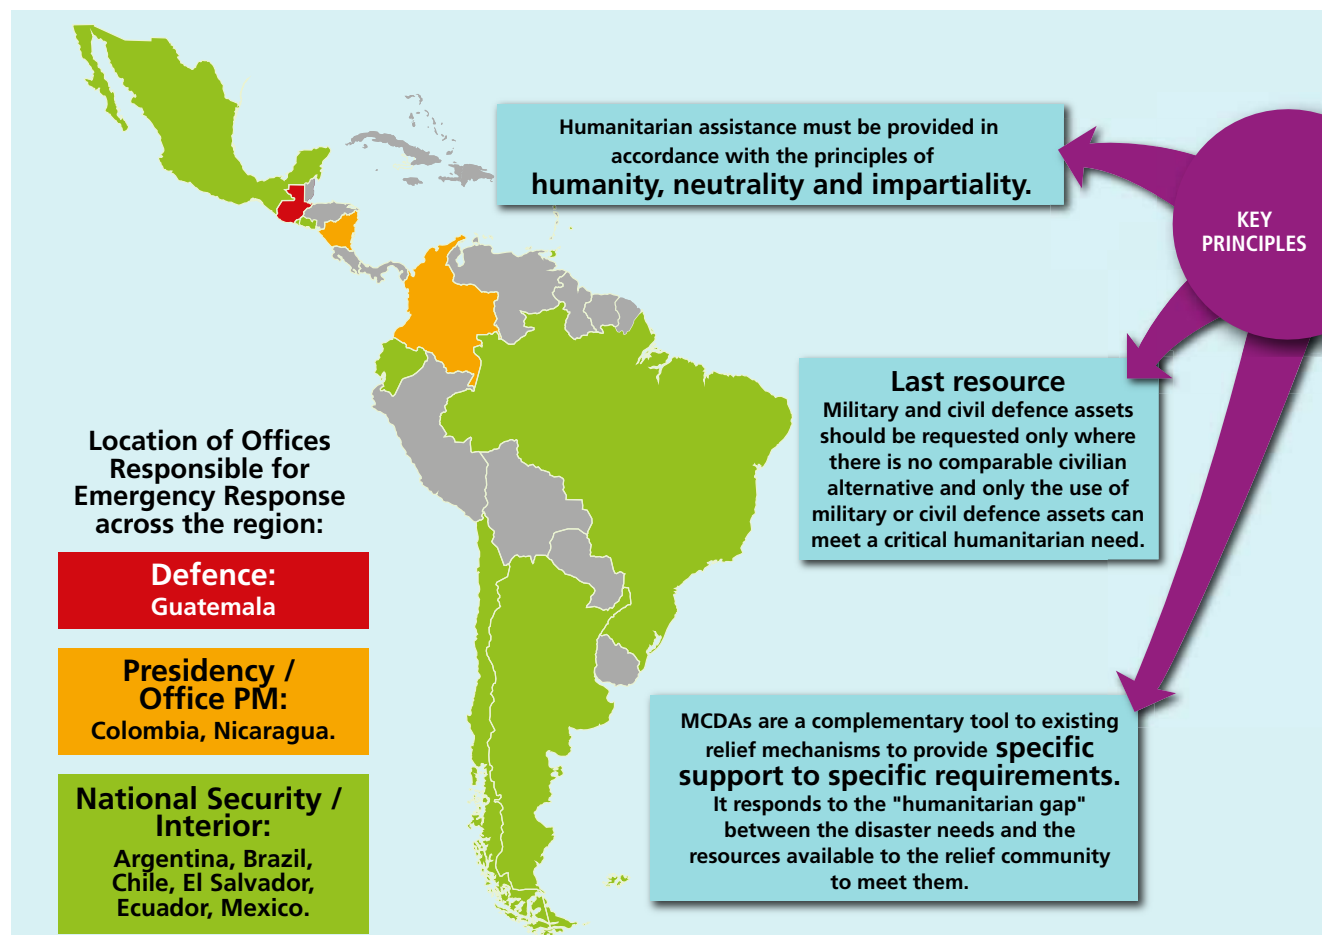 Humanitarian assistance must be provided in
accordance with the principles of
humanity, neutrality and impartiality.
KEY
PRINCIPLES
Last resource
Military and civil defence assets
should be requested only where
there is no comparable civilian
alternative and only the use of
military or civil defence assets can
meet a critical humanitarian need.
Location of Offices
Responsible for
Emergency Response
across the region:
Defence:
Guatemala
Presidency /
Office PM:
Colombia, Nicaragua.
National Security /
Interior:
Argentina, Brazil,
Chile, El Salvador,
Ecuador, Mexico.
MCDAs are a complementary tool to existing
relief mechanisms to provide specific
support to specific requirements.
It responds to the "humanitarian gap"
between the disaster needs and the
resources available to the relief community
to meet them.